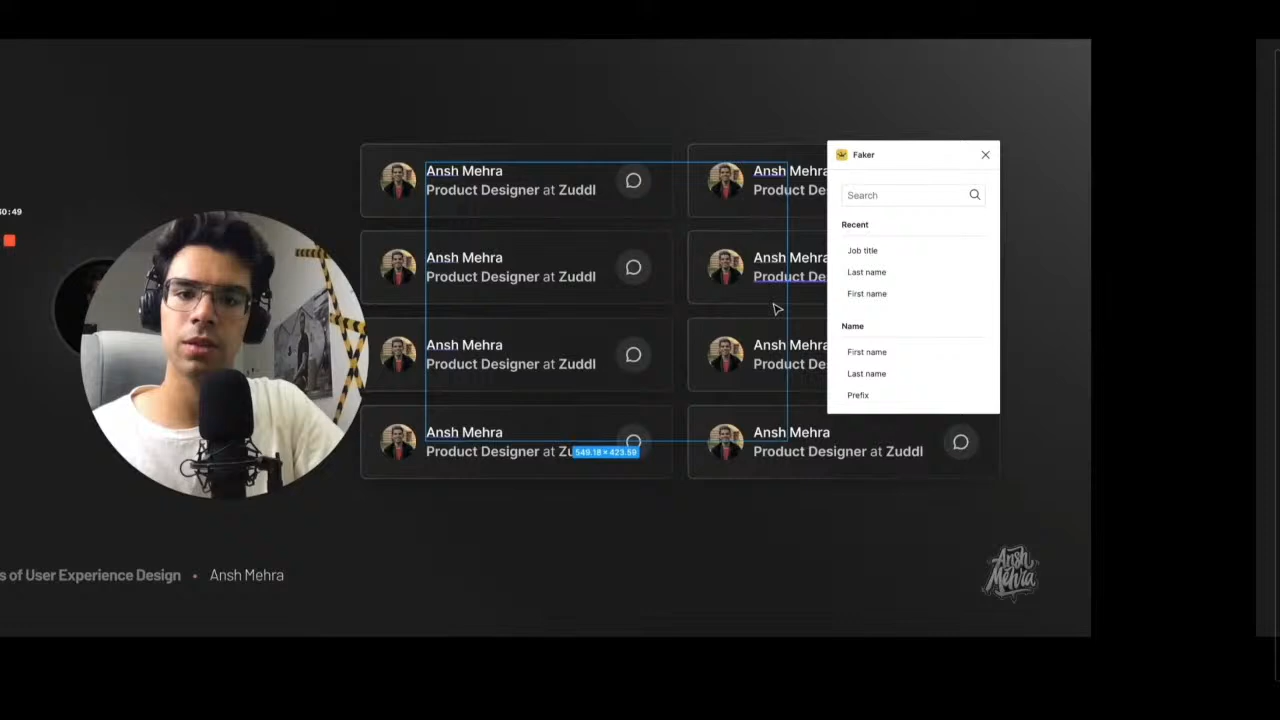 Ansh Mehra
Product Designer at Zuddl
Ansh Mehra
Product De
Faker
Search
Recent
Job title
Last name
First name
Name
First name
Last name
Prefix
Ansh Mehra
Product Designer at Zuddl
Ansh Mehra
Product De
Ansh Mehra
Product Designer at Zuddl
Ansh Mehra
Product De
Ansh Mehra
Product Designer at Zu
549.18 × 423.59
Ansh Mehra
Product Designer at Zuddl
0:49
s of User Experience Design • Ansh Mehra
Ansh
Mehra